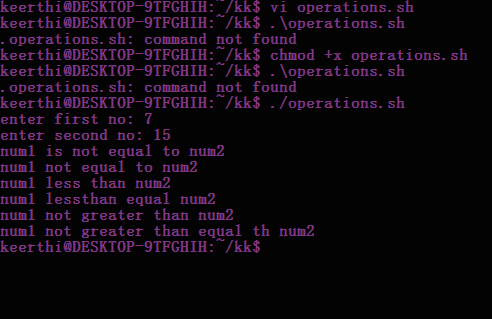 keerthi@DESKTOP-9TFGHIH:~/kk$ vi operations.sh
keerthi@DESKTOP-9TFGHIH:~/kk$ .\operations.sh
.operations.sh: command not found
keerthi@DESKTOP-9TFGHIH:~/kk$ chmod +x operations.sh
keerthi@DESKTOP-9TFGHIH:~/kk$ .\operations.sh
.operations.sh: command not found
keerthi@DESKTOP-9TFGHIH:~/kk$ ./operations.sh
enter first no: 7
enter second no: 15
num1 is not equal to num2
num1 not equal to num2
num1 less than num2
num1 lessthan equal num2
num1 not greater than num2
num1 not greater than equal th num2
keerthi@DESKTOP-9TFGHIH:~/kk$